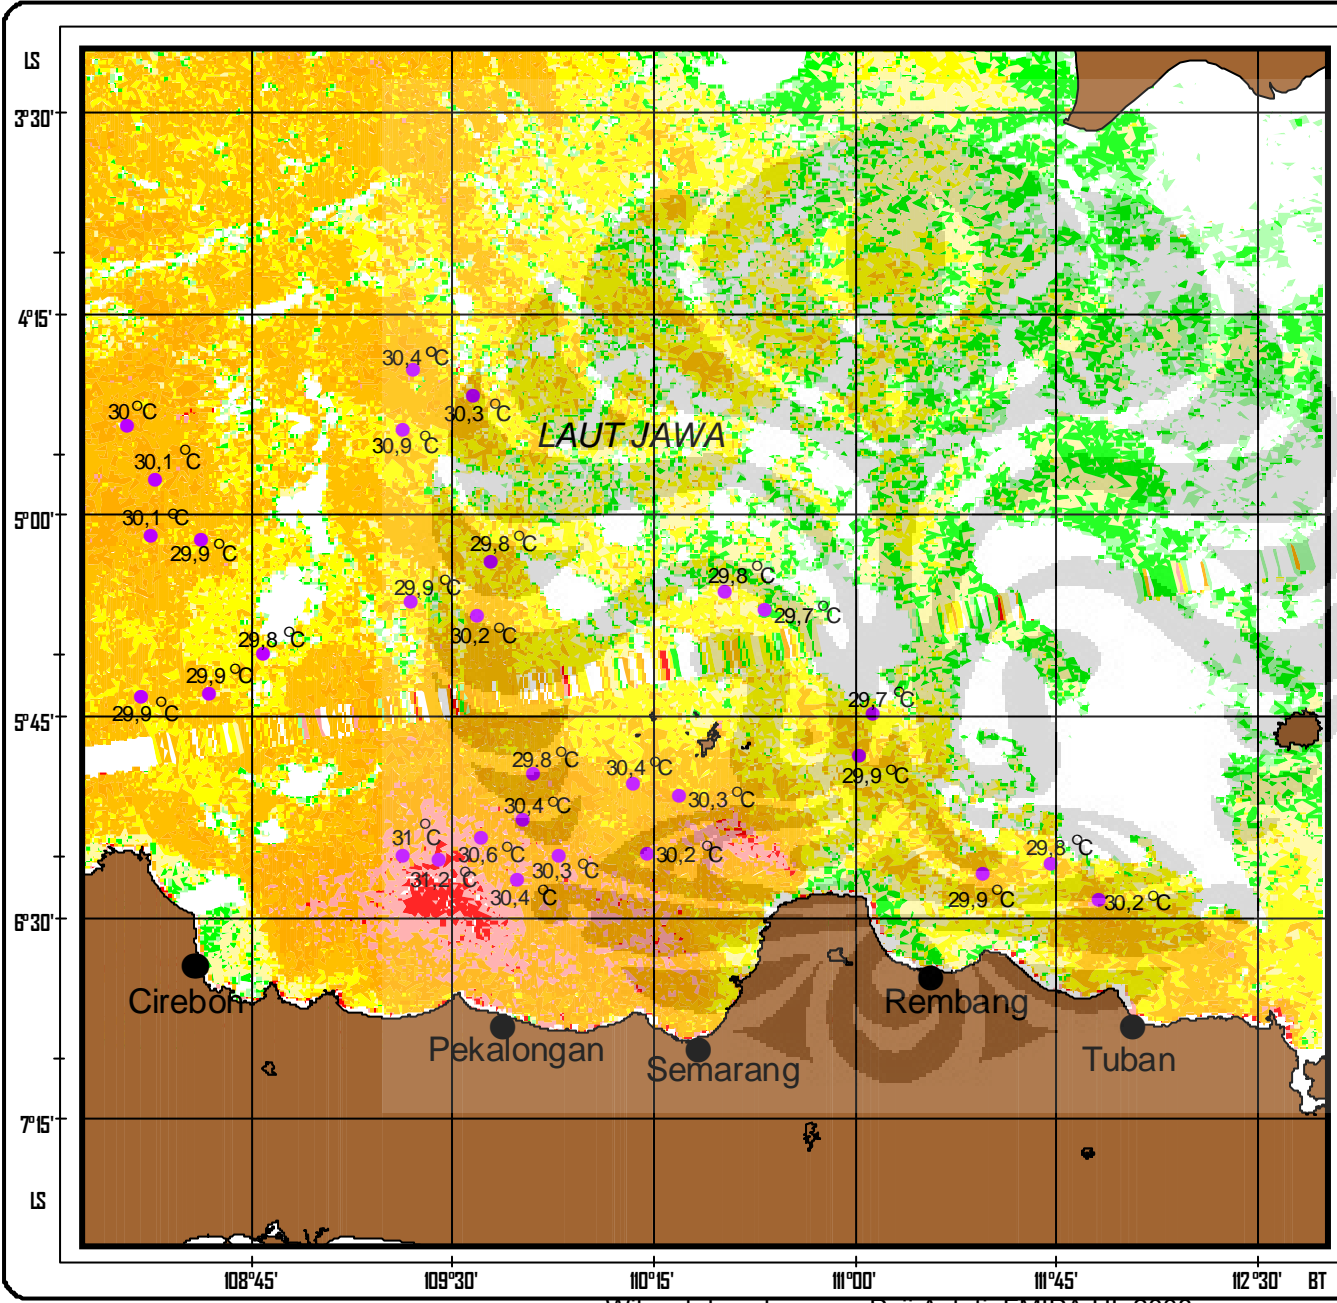 LS
3°30'
4°15'
30,4 °C
30 °C
30,3 °C
LAUT JAWA
30,9 °C
30,1 °C
5°00'
30,1 °C
29,9 °C
29,8 °C
29,9 °C
29,8 °C
29,7 °C
30,2 °C
29,8 °C
29,9 °C
29,9 °C
29,7 °C
5°45'
29,8 °C
30,4 °C
29,9 °C
30,3 °C
30,4 °C
31 °C
30,6 °C
30,2 °C
29,8 °C
30,3 °C
31,2 °C
30,4 °C
29,9 °C
30,2 °C
6°30'
Cirebon
Rembang
Pekalongan
Semarang
Tuban
7°15'
LS
108°45'
109°30'
110°15'
111°00'
111°45'
112°30'
BT